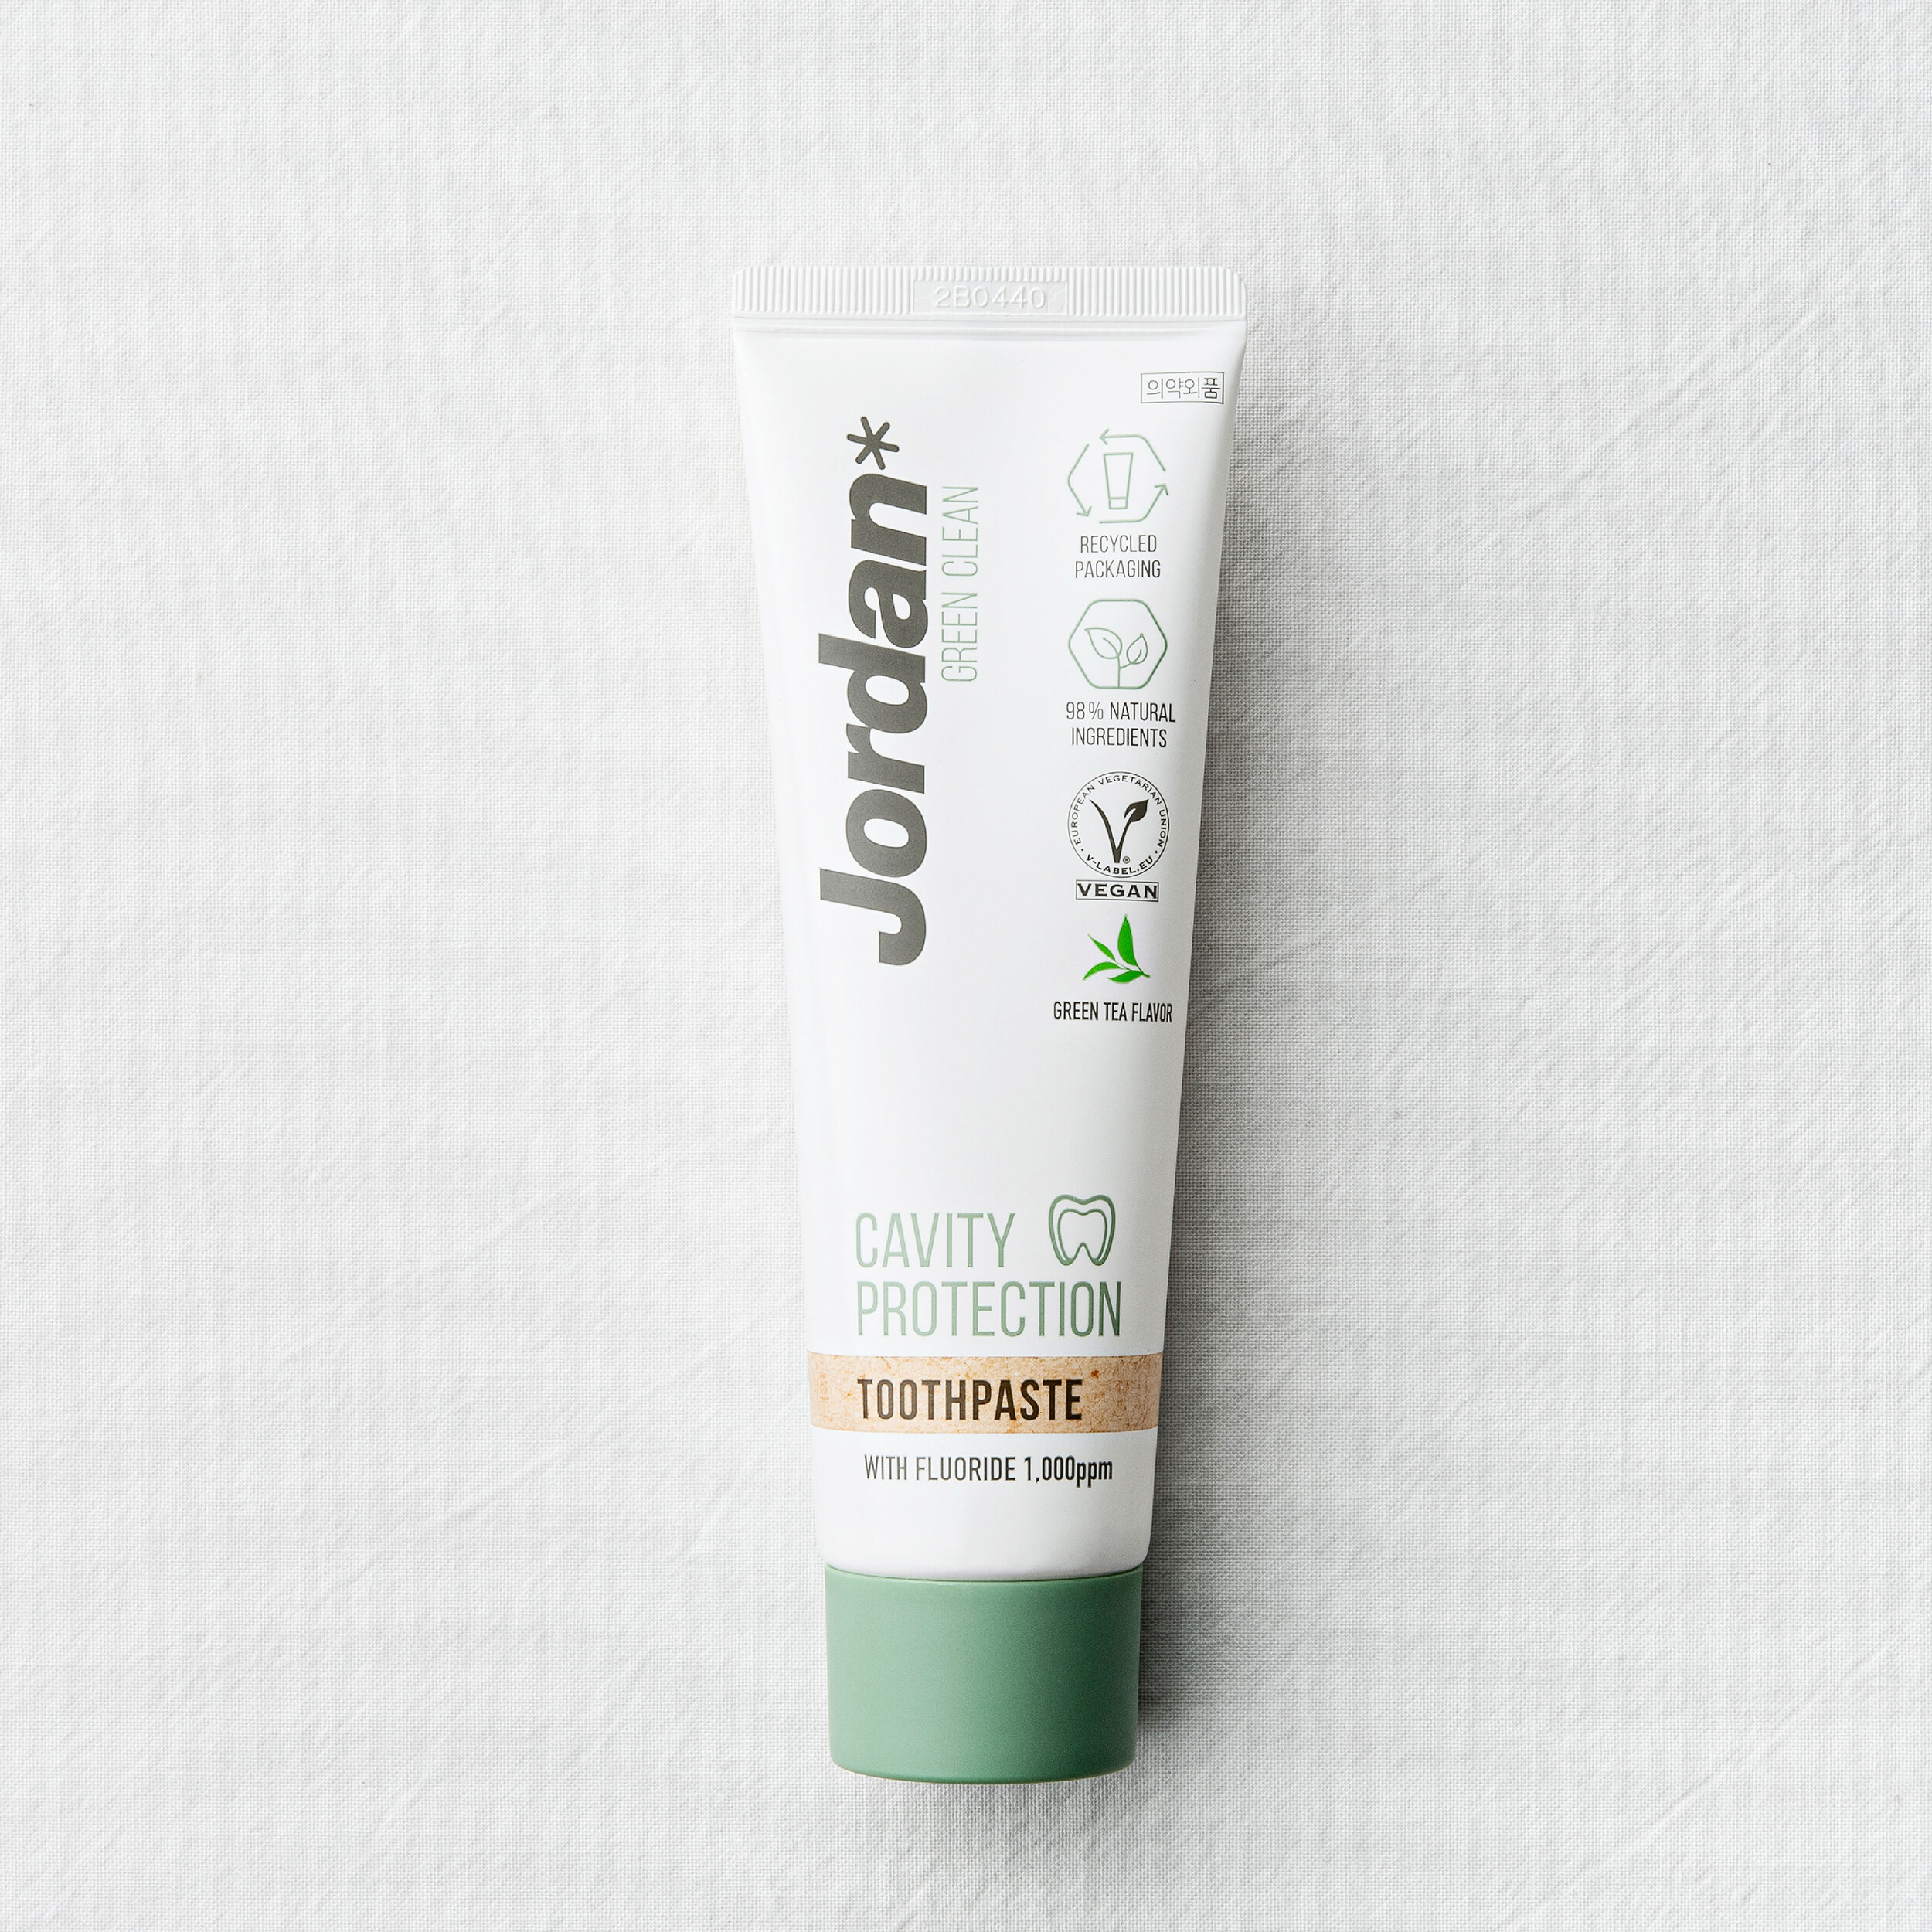 2B0440
의약외품
Jordan*
GREEN CLEAN
RECYCLED
PACKAGING
98% NATURAL
INGREDIENTS
EUROPEAN VEGETARIAN UNION
V-LABEL.EU
®
VEGAN
GREEN TEA FLAVOR
CAVITY
PROTECTION
TOOTHPASTE
WITH FLUORIDE 1,000ppm